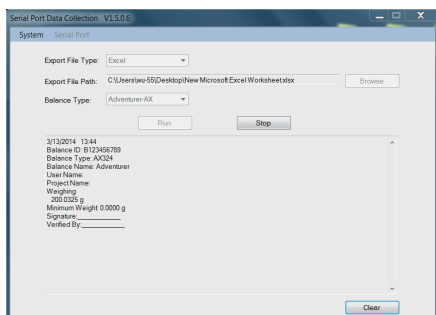 Serial Port Data Collection V1.5.0.6
System Serial Port
Export File Type: Excel
Export File Path: C:\Users\wu-55\Desktop\New Microsoft Excel Worksheet.xlsx Browse
Balance Type: Adventurer-AX
Run Stop
3/13/2014 13:44
Balance ID: B123456789
Balance Type: AX324
Balance Name: Adventurer
User Name:
Project Name:
Weighing
200.0325 g
Minimum Weight: 0.0000 g
Signature:___________
Verified By:___________
Clear